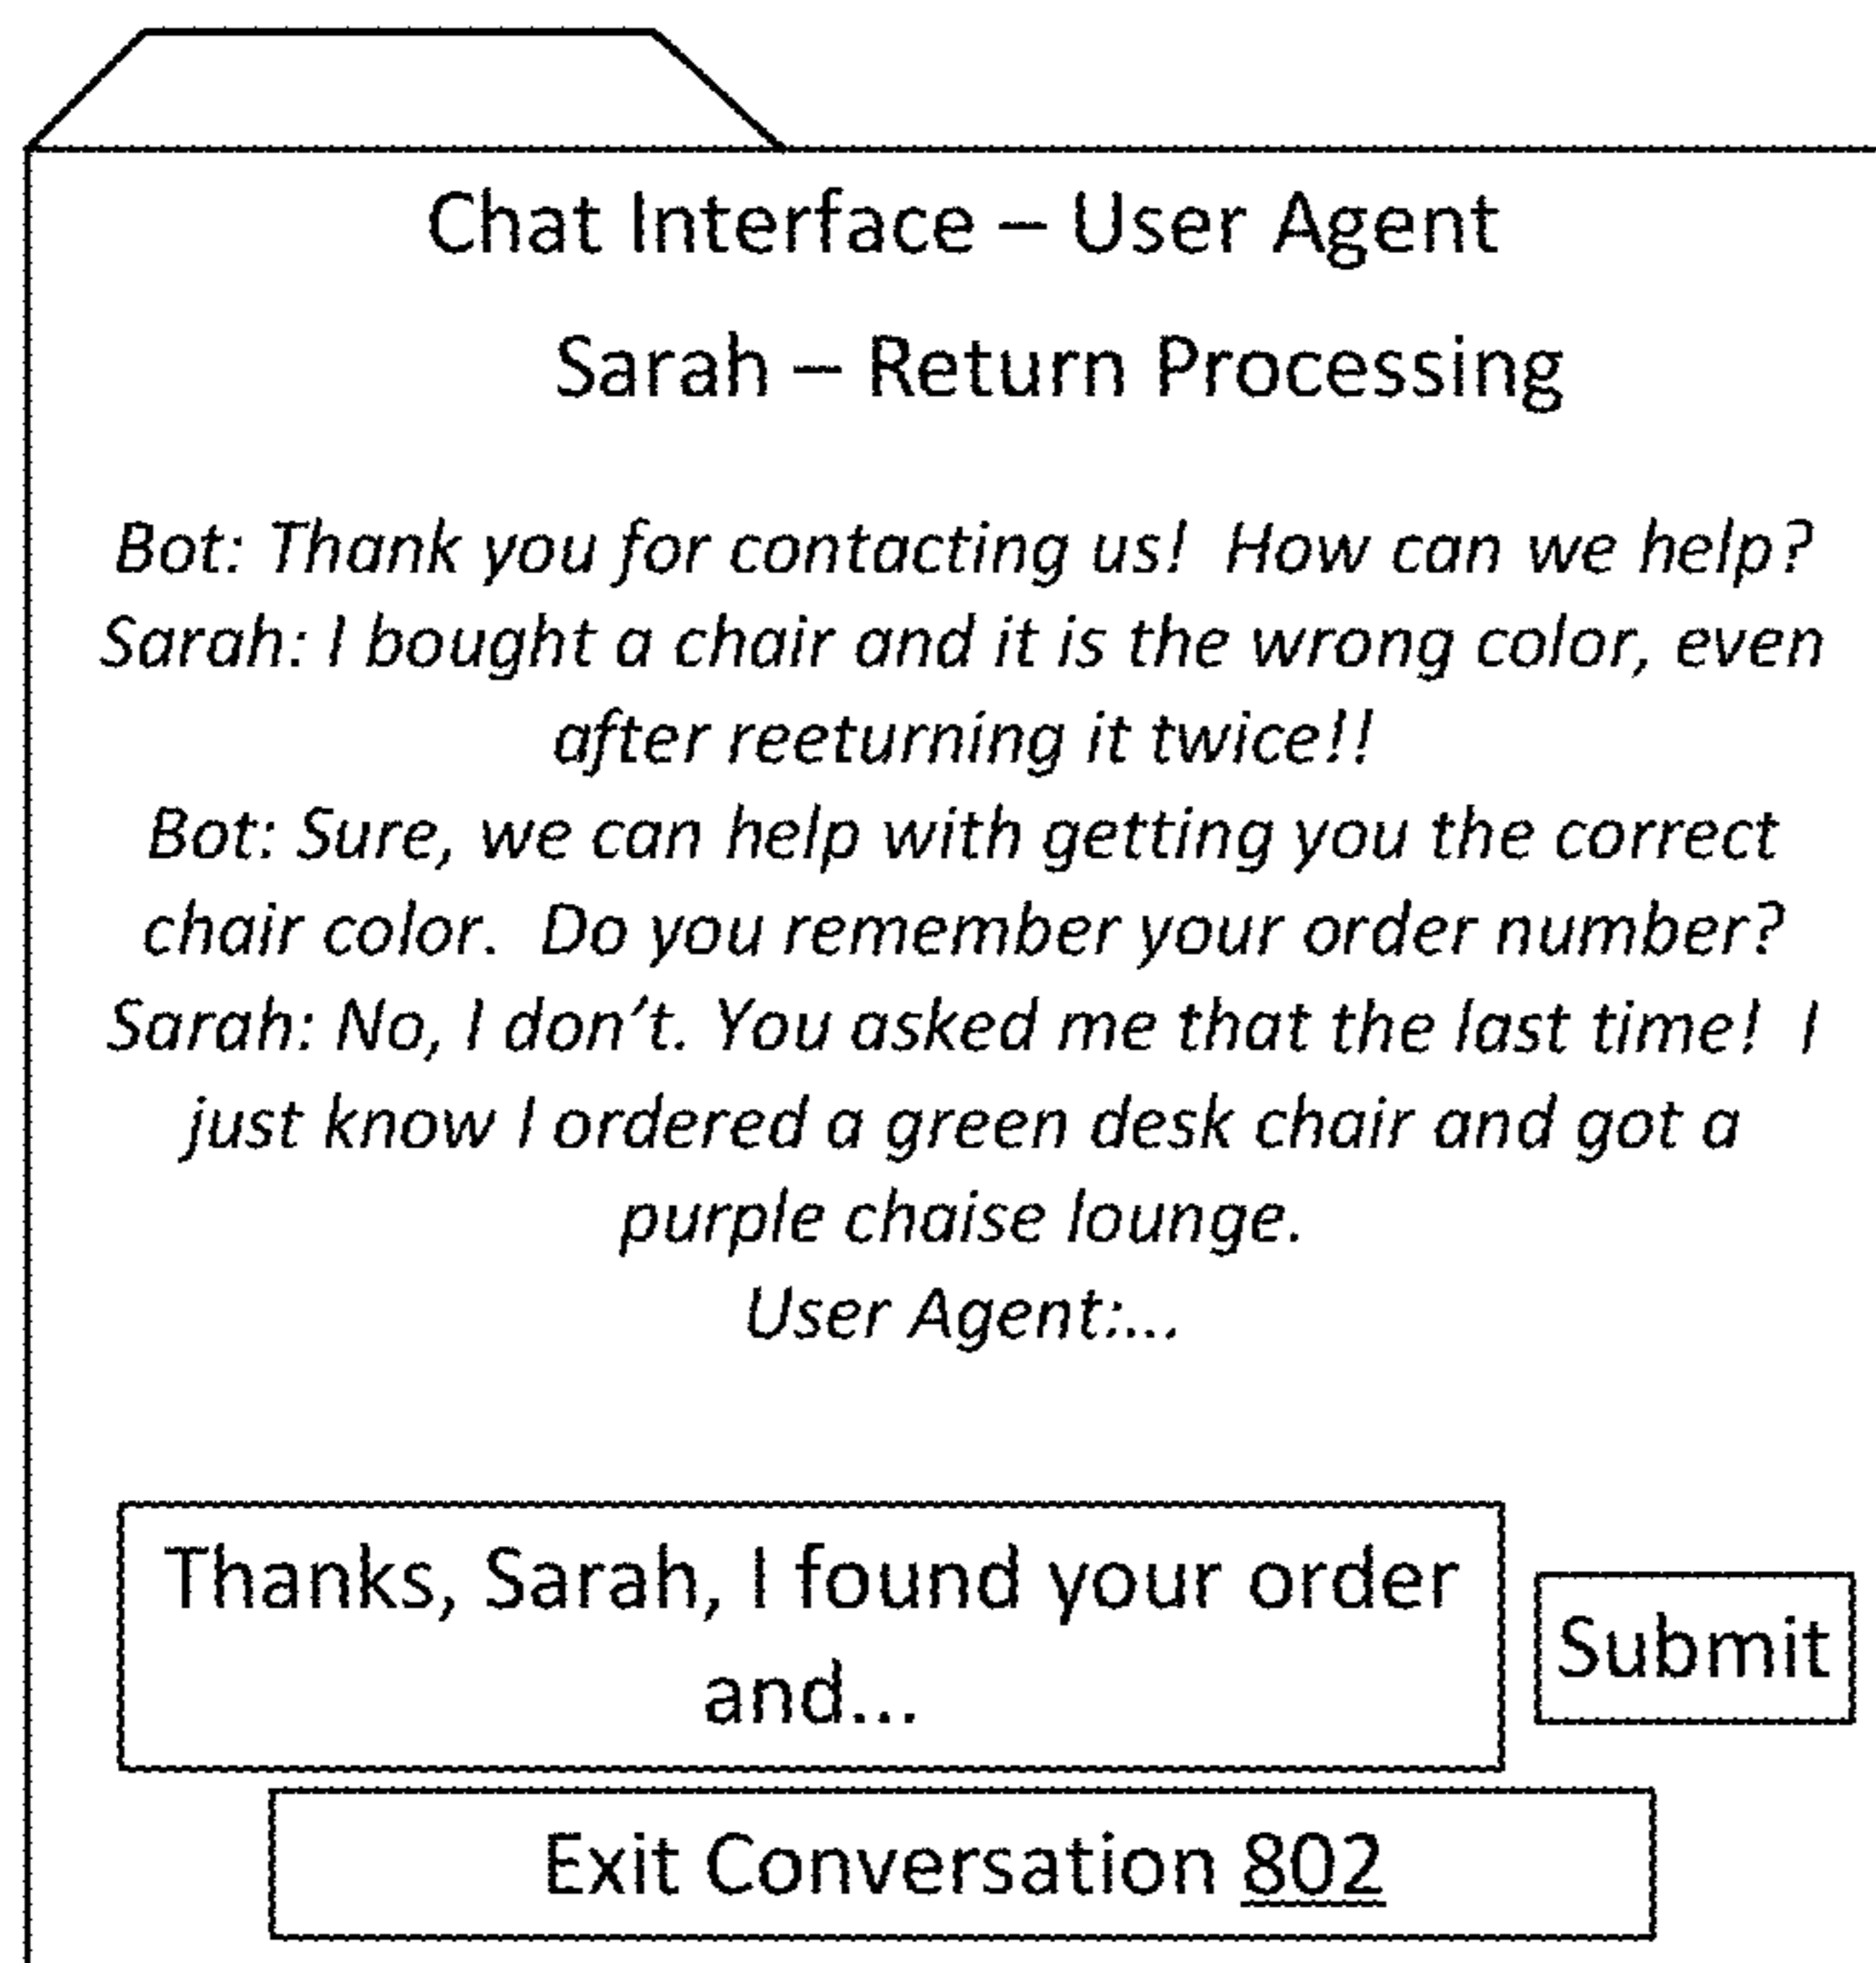 Chat Interface – User Agent
Sarah – Return Processing
Bot: Thank you for contacting us!  How can we help?
Sarah: I bought a chair and it is the wrong color, even
after reeturning it twice!!
Bot: Sure, we can help with getting you the correct
chair color.  Do you remember your order number?
Sarah: No, I don’t. You asked me that the last time!  I
just know I ordered a green desk chair and got a
purple chaise lounge.
User Agent:...
Thanks, Sarah, I found your order
and...
Submit
Exit Conversation 802